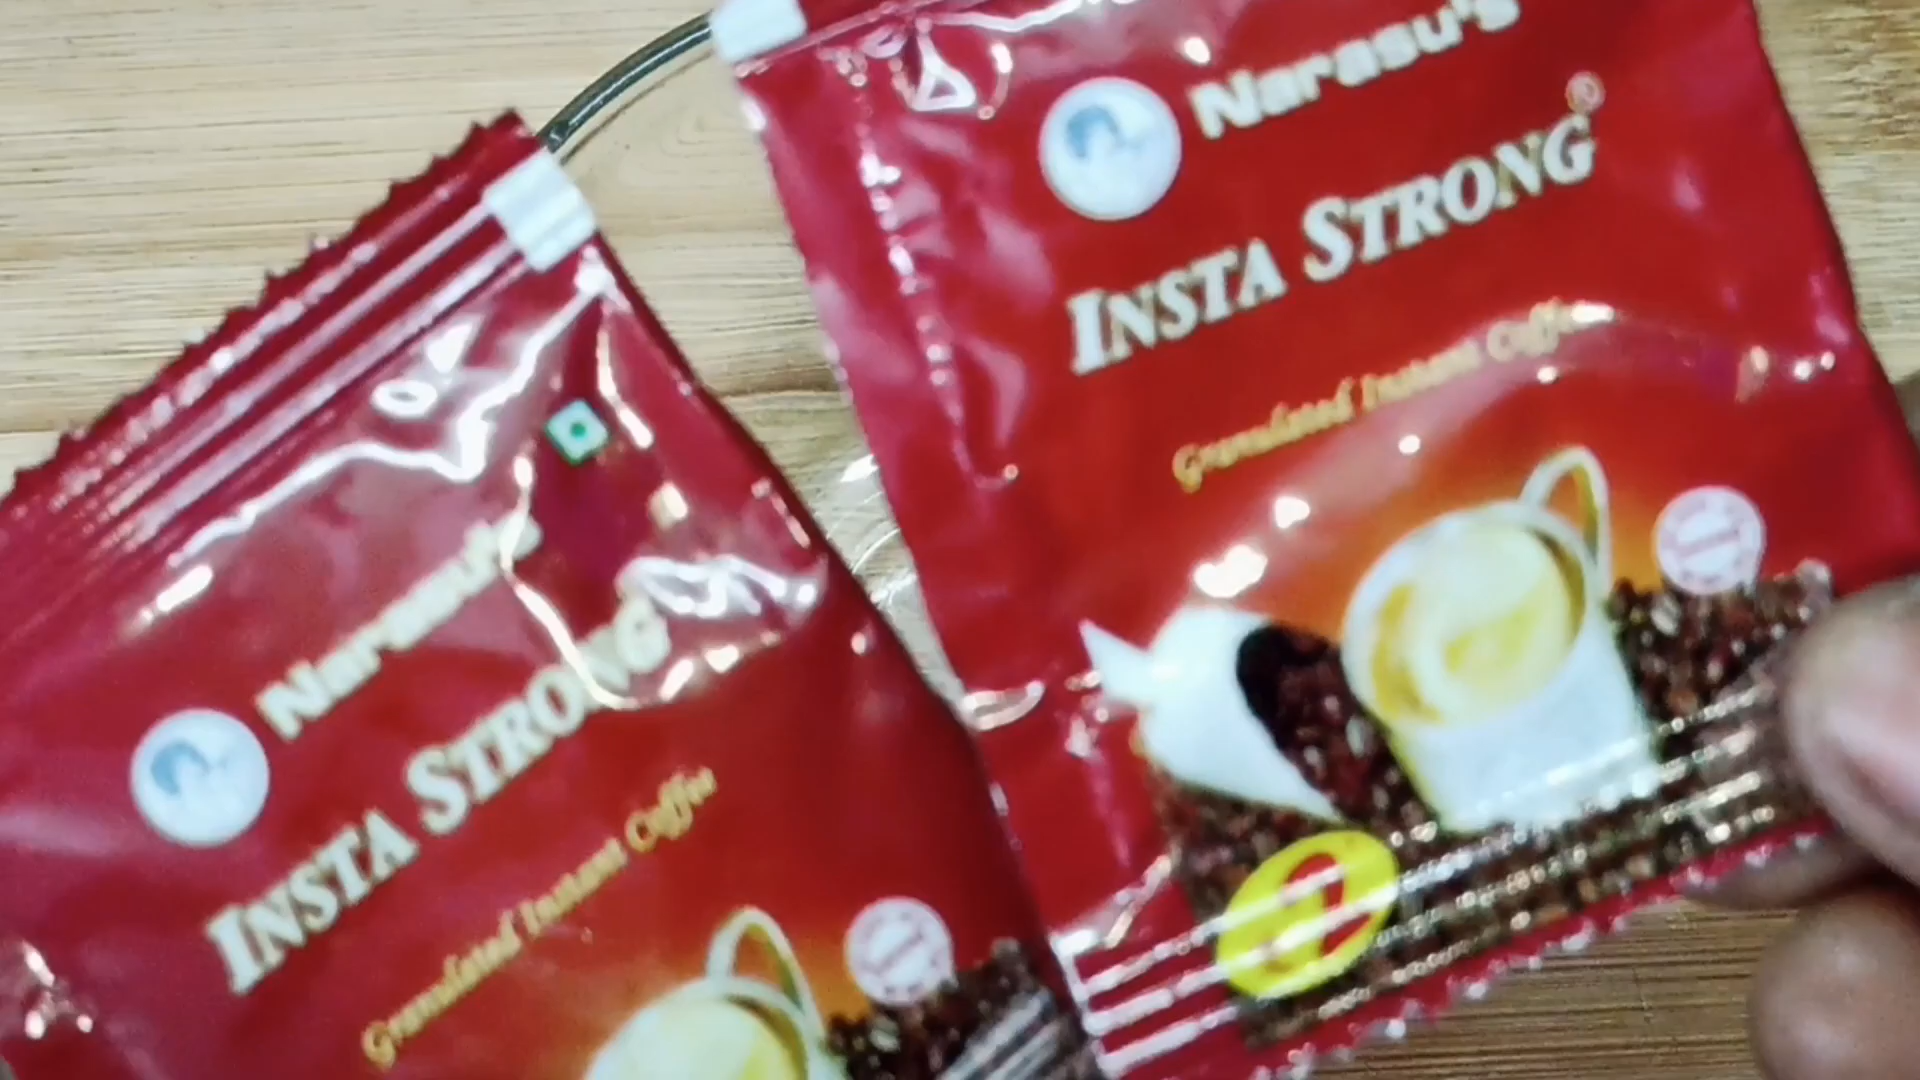 Narasu's
INSTA STRONG®
Granulated Instant Coffee
Narasu's
INSTA STRONG
Granulated Instant Coffee